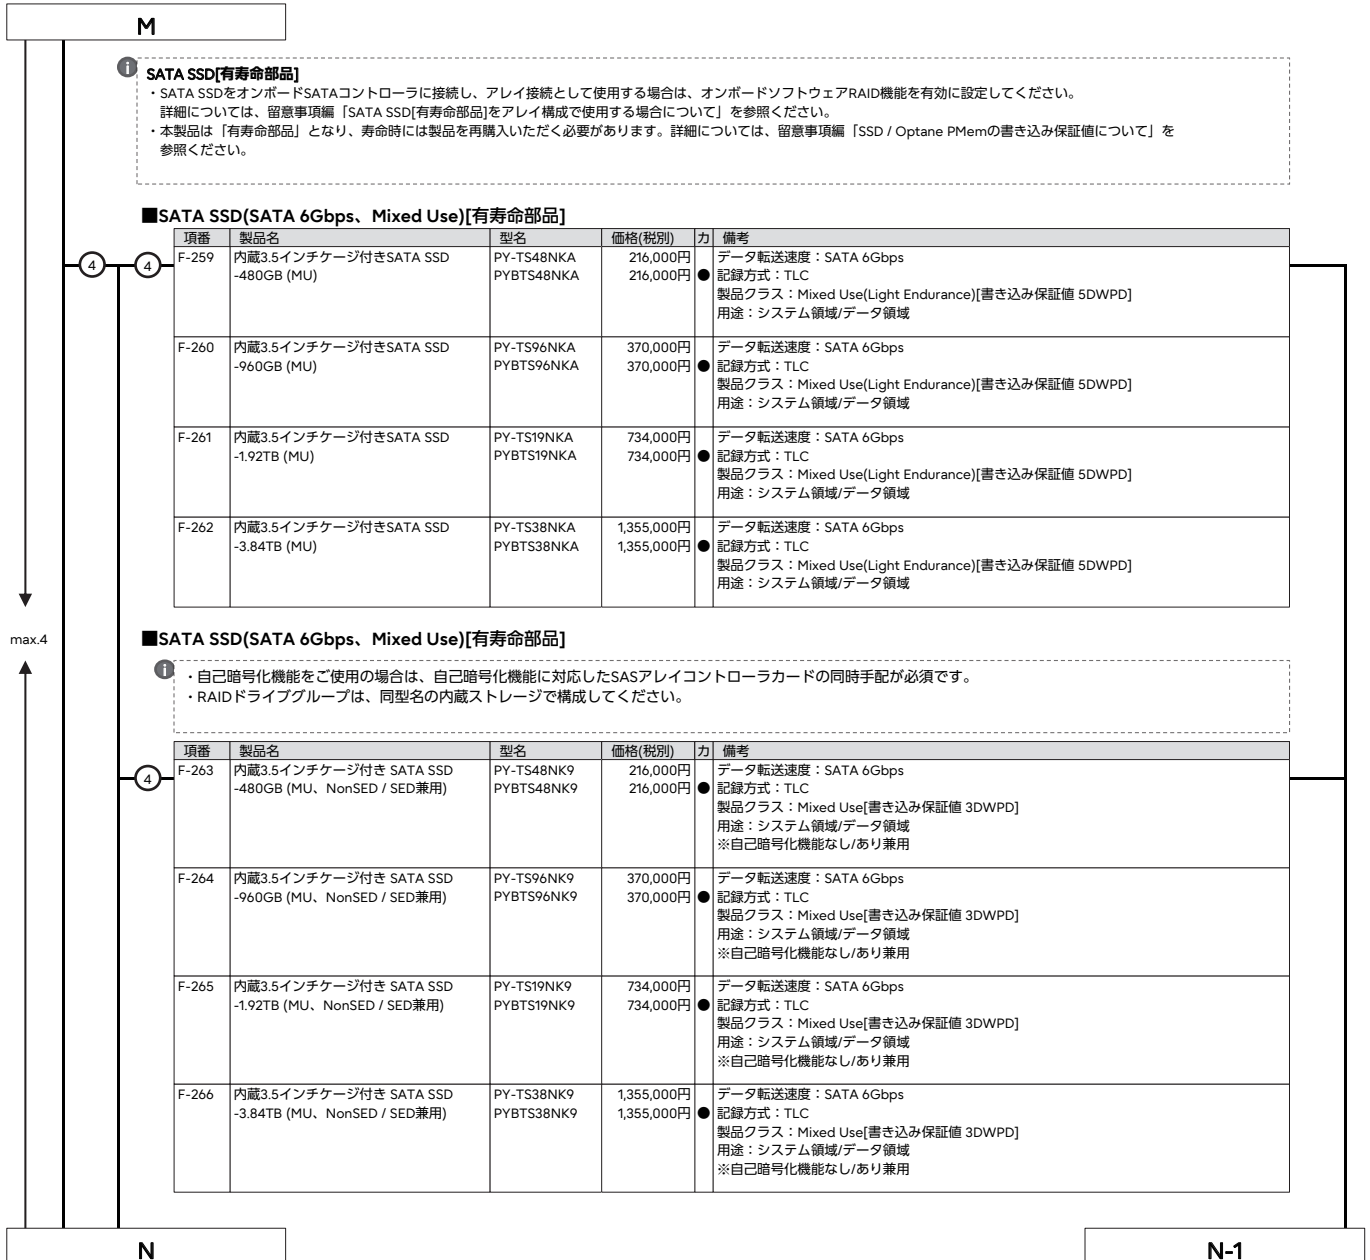 M
SATA SSD[有寿命部品]
・SATA SSDをオンボードSATAコントローラに接続し、アレイ接続として使用する場合は、オンボードソフトウェアRAID機能を有効に設定してください。
詳細については、留意事項編「SATA SSD[有寿命部品]をアレイ構成で使用する場合について」を参照ください。
・本製品は「有寿命部品」となり、寿命時には製品を再購入いただく必要があります。詳細については、留意事項編「SSD / Optane PMemの書き込み保証値について」を
参照ください。
■SATA SSD(SATA 6Gbps、Mixed Use)[有寿命部品]
項番 製品名 型名 価格(税別) カ 備考
4 4 F-259 内蔵3.5インチケージ付きSATA SSD PY-TS48NKA 216,000円 データ転送速度：SATA 6Gbps
-480GB (MU) PYBTS48NKA 216,000円 ● 記録方式：TLC
製品クラス：Mixed Use(Light Endurance)[書き込み保証値 5DWPD]
用途：システム領域/データ領域
F-260 内蔵3.5インチケージ付きSATA SSD PY-TS96NKA 370,000円 データ転送速度：SATA 6Gbps
-960GB (MU) PYBTS96NKA 370,000円 ● 記録方式：TLC
製品クラス：Mixed Use(Light Endurance)[書き込み保証値 5DWPD]
用途：システム領域/データ領域
F-261 内蔵3.5インチケージ付きSATA SSD PY-TS19NKA 734,000円 データ転送速度：SATA 6Gbps
-1.92TB (MU) PYBTS19NKA 734,000円 ● 記録方式：TLC
製品クラス：Mixed Use(Light Endurance)[書き込み保証値 5DWPD]
用途：システム領域/データ領域
F-262 内蔵3.5インチケージ付きSATA SSD PY-TS38NKA 1,355,000円 データ転送速度：SATA 6Gbps
-3.84TB (MU) PYBTS38NKA 1,355,000円 ● 記録方式：TLC
製品クラス：Mixed Use(Light Endurance)[書き込み保証値 5DWPD]
用途：システム領域/データ領域
max.4
■SATA SSD(SATA 6Gbps、Mixed Use)[有寿命部品]
・自己暗号化機能をご使用の場合は、自己暗号化機能に対応したSASアレイコントローラカードの同時手配が必須です。
・RAIDドライブグループは、同型名の内蔵ストレージで構成してください。
項番 製品名 型名 価格(税別) カ 備考
4 F-263 内蔵3.5インチケージ付き SATA SSD PY-TS48NK9 216,000円 データ転送速度：SATA 6Gbps
-480GB (MU、NonSED / SED兼用) PYBTS48NK9 216,000円 ● 記録方式：TLC
製品クラス：Mixed Use[書き込み保証値 3DWPD]
用途：システム領域/データ領域
※自己暗号化機能なし/あり兼用
F-264 内蔵3.5インチケージ付き SATA SSD PY-TS96NK9 370,000円 データ転送速度：SATA 6Gbps
-960GB (MU、NonSED / SED兼用) PYBTS96NK9 370,000円 ● 記録方式：TLC
製品クラス：Mixed Use[書き込み保証値 3DWPD]
用途：システム領域/データ領域
※自己暗号化機能なし/あり兼用
F-265 内蔵3.5インチケージ付き SATA SSD PY-TS19NK9 734,000円 データ転送速度：SATA 6Gbps
-1.92TB (MU、NonSED / SED兼用) PYBTS19NK9 734,000円 ● 記録方式：TLC
製品クラス：Mixed Use[書き込み保証値 3DWPD]
用途：システム領域/データ領域
※自己暗号化機能なし/あり兼用
F-266 内蔵3.5インチケージ付き SATA SSD PY-TS38NK9 1,355,000円 データ転送速度：SATA 6Gbps
-3.84TB (MU、NonSED / SED兼用) PYBTS38NK9 1,355,000円 ● 記録方式：TLC
製品クラス：Mixed Use[書き込み保証値 3DWPD]
用途：システム領域/データ領域
※自己暗号化機能なし/あり兼用
N N-1